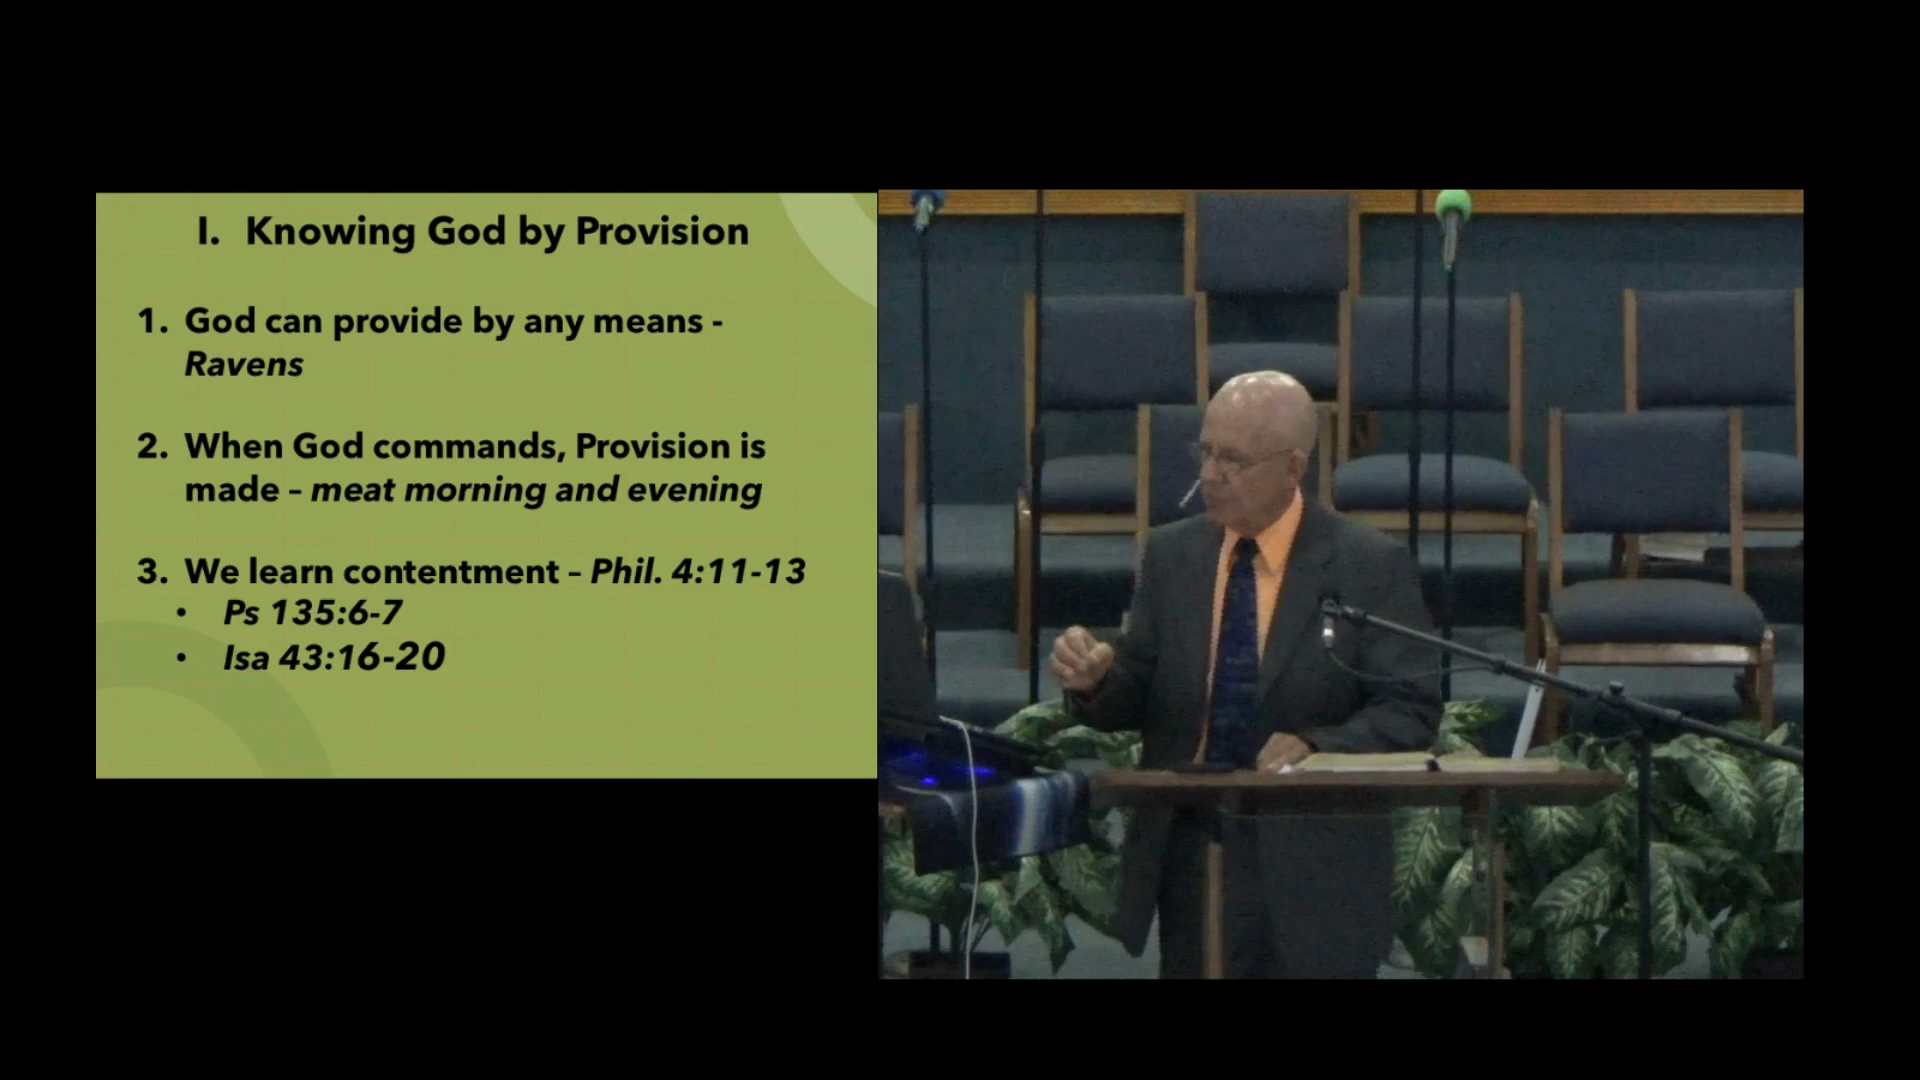 I. Knowing God by Provision
1. God can provide by any means -
Ravens
2. When God commands, Provision is
made – meat morning and evening
3. We learn contentment – Phil. 4:11-13
• Ps 135:6-7
• Isa 43:16-20